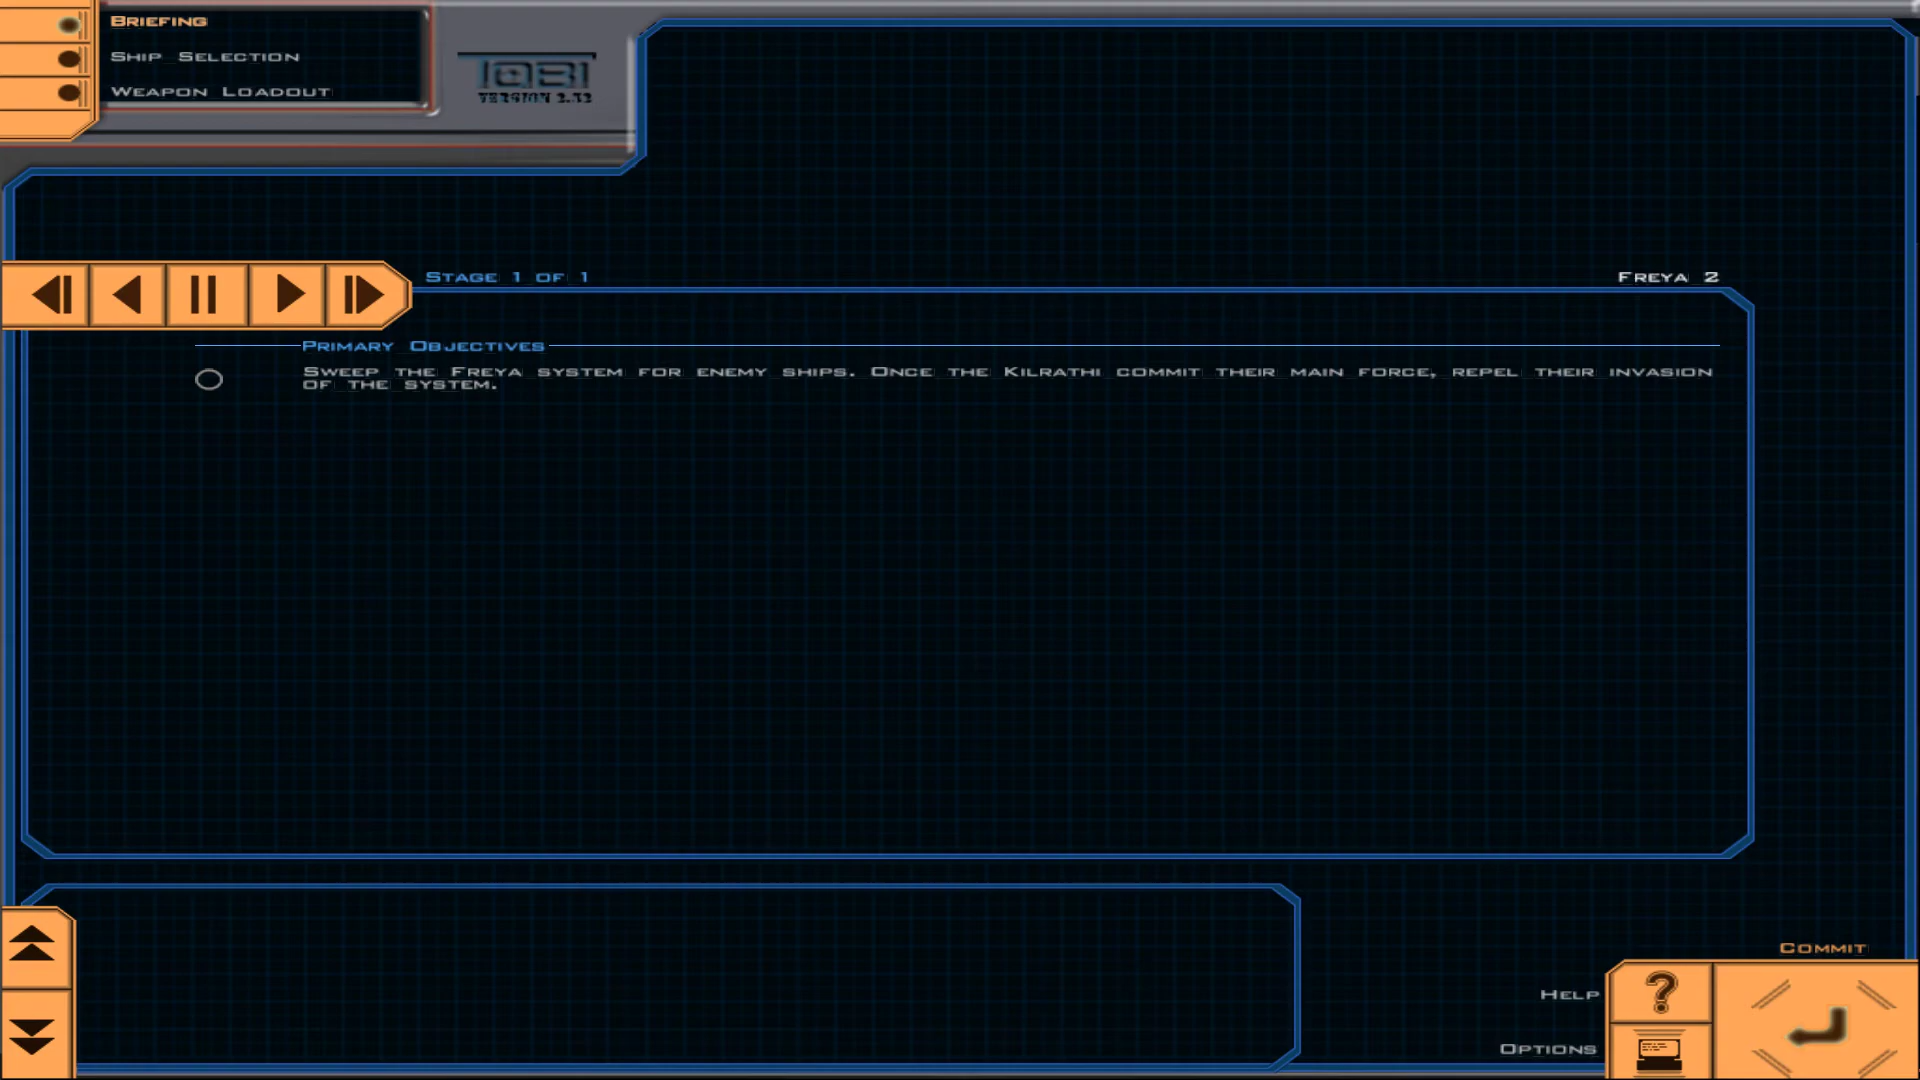 Briefing
Ship Selection
Weapon Loadout
Stage 1 of 1
Freya 2
Primary Objectives
Sweep the Freya system for enemy ships. Once the Kilrathi commit their main force, repel their invasion
of the system.
Commit
Help
?
Options